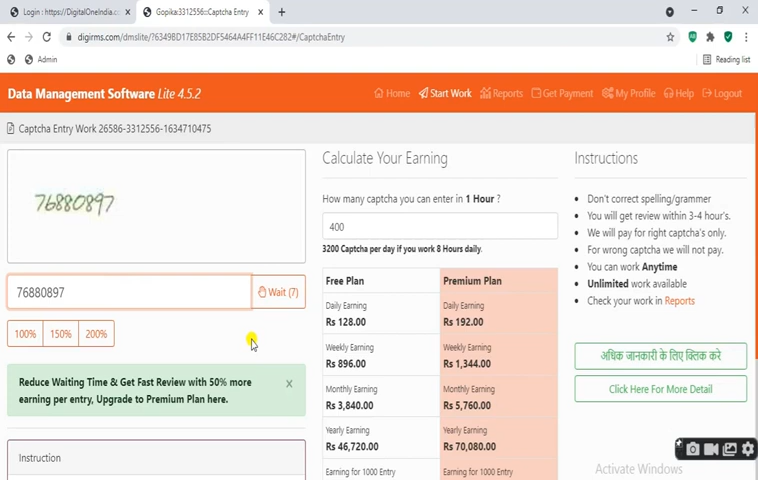 Login : https://DigitalOneIndia.co
Gopika:3312556::Captcha Entry
digirms.com/dmslite/?6349BD17E85B2DF5464A4FF11E46C282#/CaptchaEntry
Admin
Reading list
Data Management Software Lite 4.5.2
Home
Start Work
Reports
Get Payment
My Profile
Help
Logout
Captcha Entry Work 26586-3312556-1634710475
76880897
76880897
Wait (7)
100%
150%
200%
Reduce Waiting Time & Get Fast Review with 50% more
earning per entry, Upgrade to Premium Plan here.
×
Instruction
Calculate Your Earning
How many captcha you can enter in 1 Hour ?
400
3200 Captcha per day if you work 8 Hours daily.
Free Plan
Premium Plan
Daily Earning
Rs 128.00
Daily Earning
Rs 192.00
Weekly Earning
Rs 896.00
Weekly Earning
Rs 1,344.00
Monthly Earning
Rs 3,840.00
Monthly Earning
Rs 5,760.00
Yearly Earning
Rs 46,720.00
Yearly Earning
Rs 70,080.00
Earning for 1000 Entry
Earning for 1000 Entry
Instructions
Don't correct spelling/grammer
You will get review within 3-4 hour's.
We will pay for right captcha's only.
For wrong captcha we will not pay.
You can work Anytime
Unlimited work available
Check your work in Reports
अधिक जानकारी के लिए क्लिक करे
Click Here For More Detail
Activate Windows